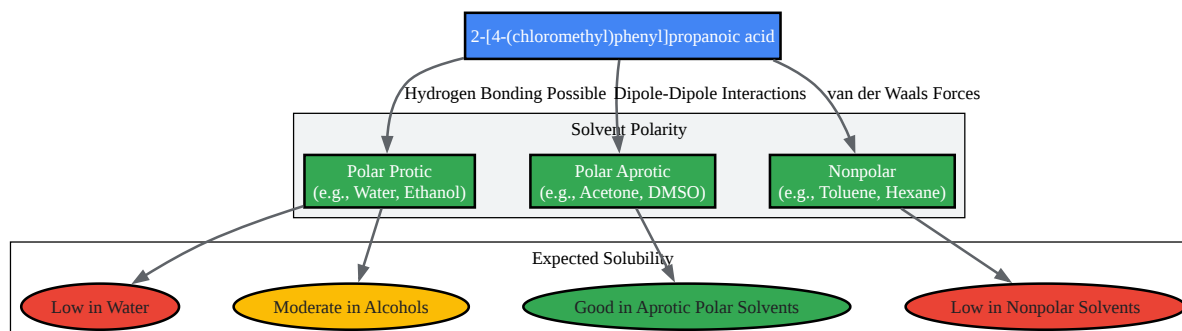 2-[4-(chloromethyl)phenyl]propanoic acid
Hydrogen Bonding Possible
Dipole-Dipole Interactions
van der Waals Forces
Solvent Polarity
Polar Protic
(e.g., Water, Ethanol)
Polar Aprotic
(e.g., Acetone, DMSO)
Nonpolar
(e.g., Toluene, Hexane)
Expected Solubility
Low in Water
Moderate in Alcohols
Good in Aprotic Polar Solvents
Low in Nonpolar Solvents